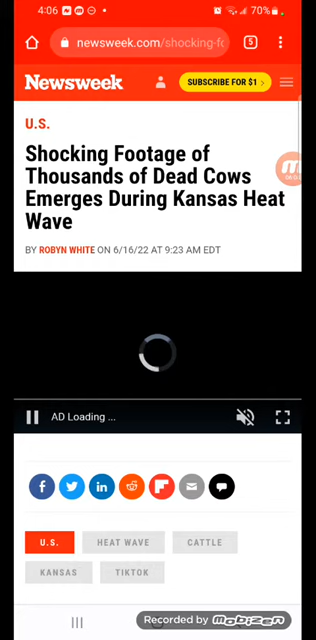 4:06
70%
newsweek.com/shocking-fo
5
Newsweek
SUBSCRIBE FOR $1 >
U.S.
Shocking Footage of
Thousands of Dead Cows
Emerges During Kansas Heat
Wave
BY ROBYN WHITE ON 6/16/22 AT 9:23 AM EDT
AD Loading ...
U.S.
HEAT WAVE
CATTLE
KANSAS
TIKTOK
Recorded by mobizen